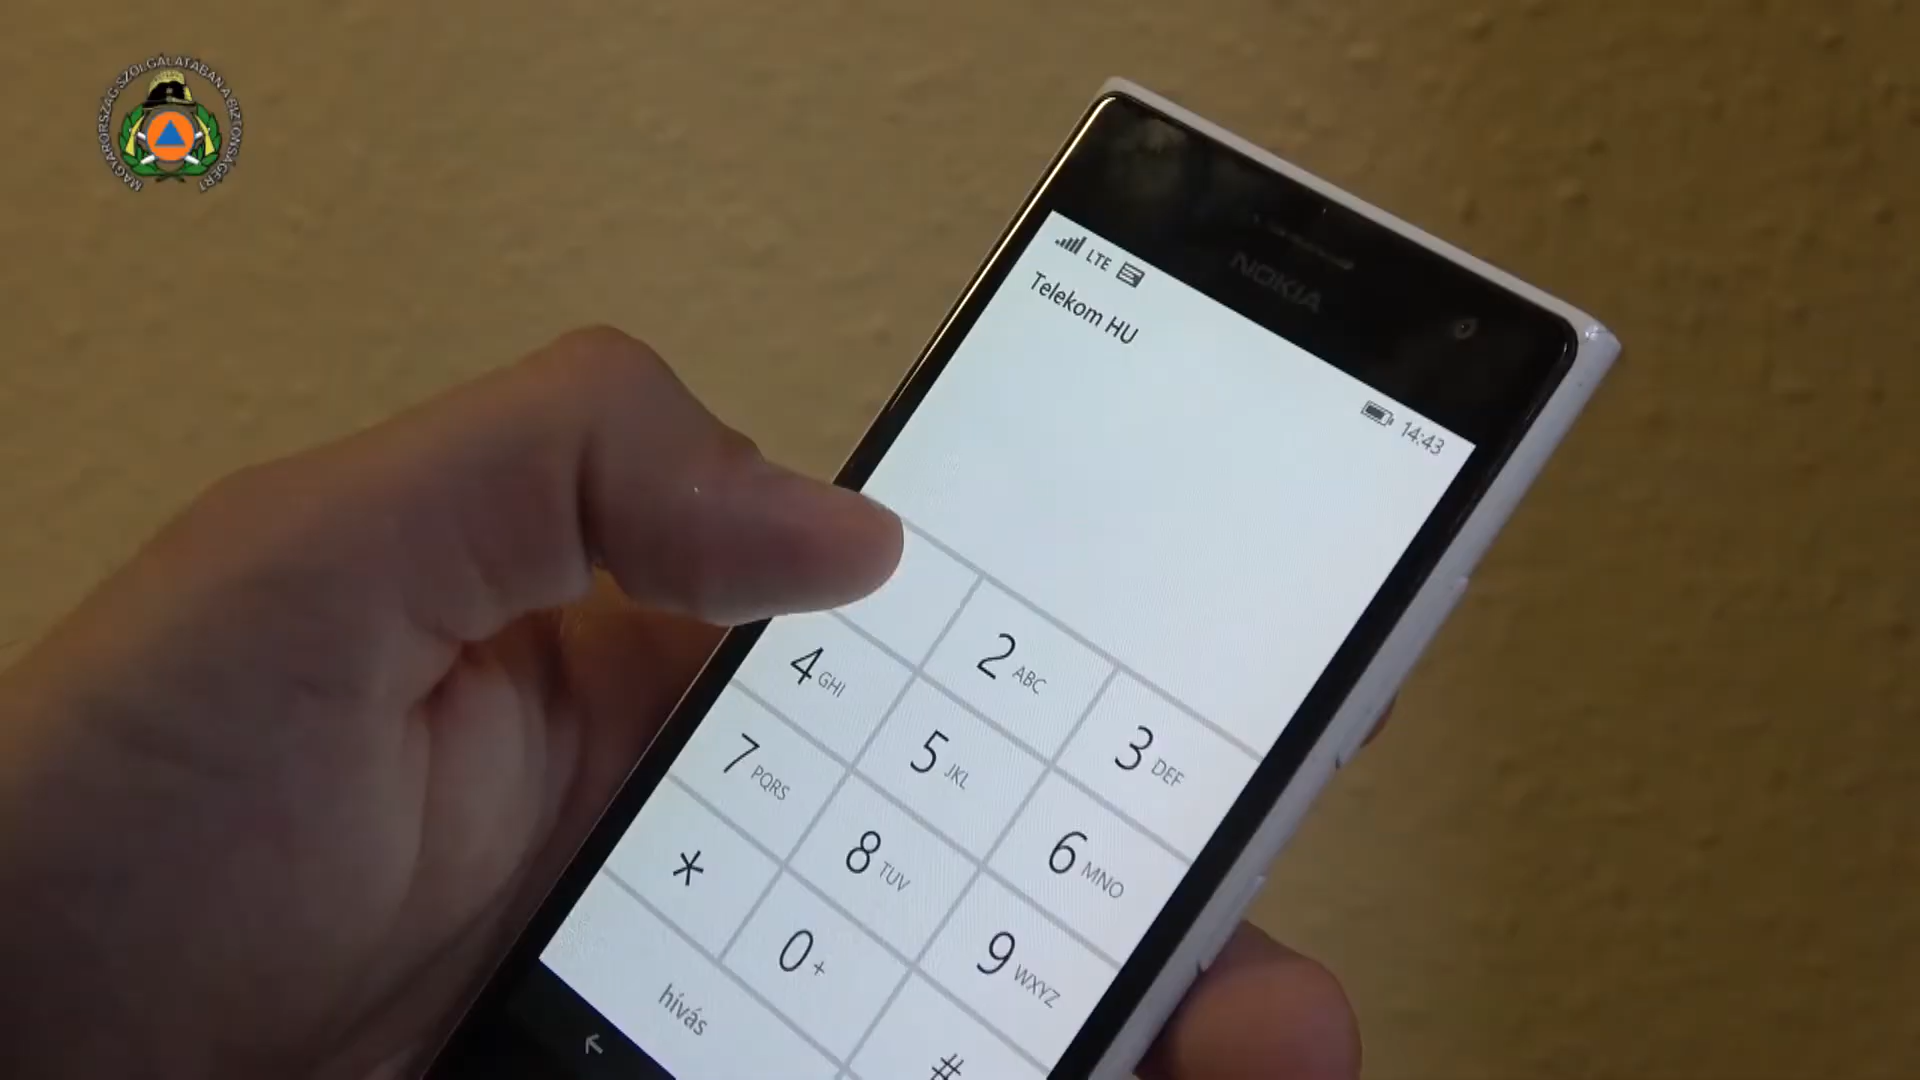 MAGYARORSZÁG SZOLGÁLATÁBAN A BIZTONSÁGÉRT
NOKIA
LTE
14:43
Telekom HU
2 ABC
3 DEF
4 GHI
5 JKL
6 MNO
7 PQRS
8 TUV
9 WXYZ
*
0 +
#
hívás